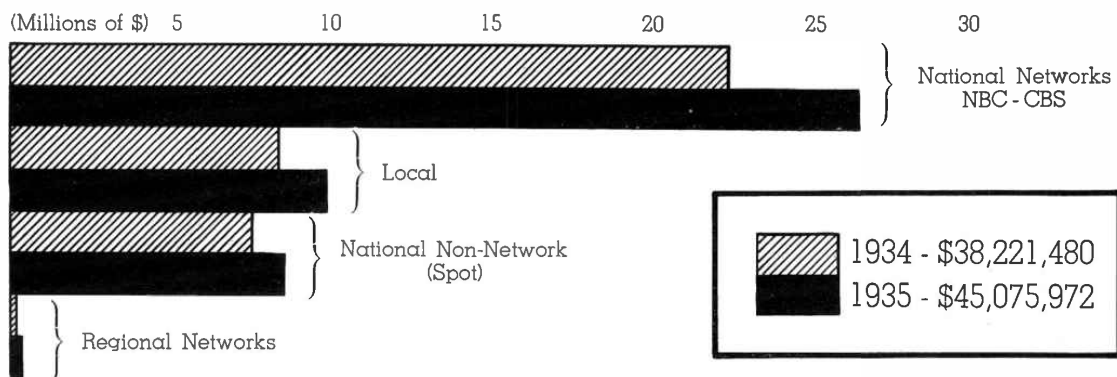 (Millions of $) 5 10 15 20 25 30
National Networks
NBC - CBS
Local
National Non-Network
(Spot)
Regional Networks
1934 - $38,221,480
1935 - $45,075,972